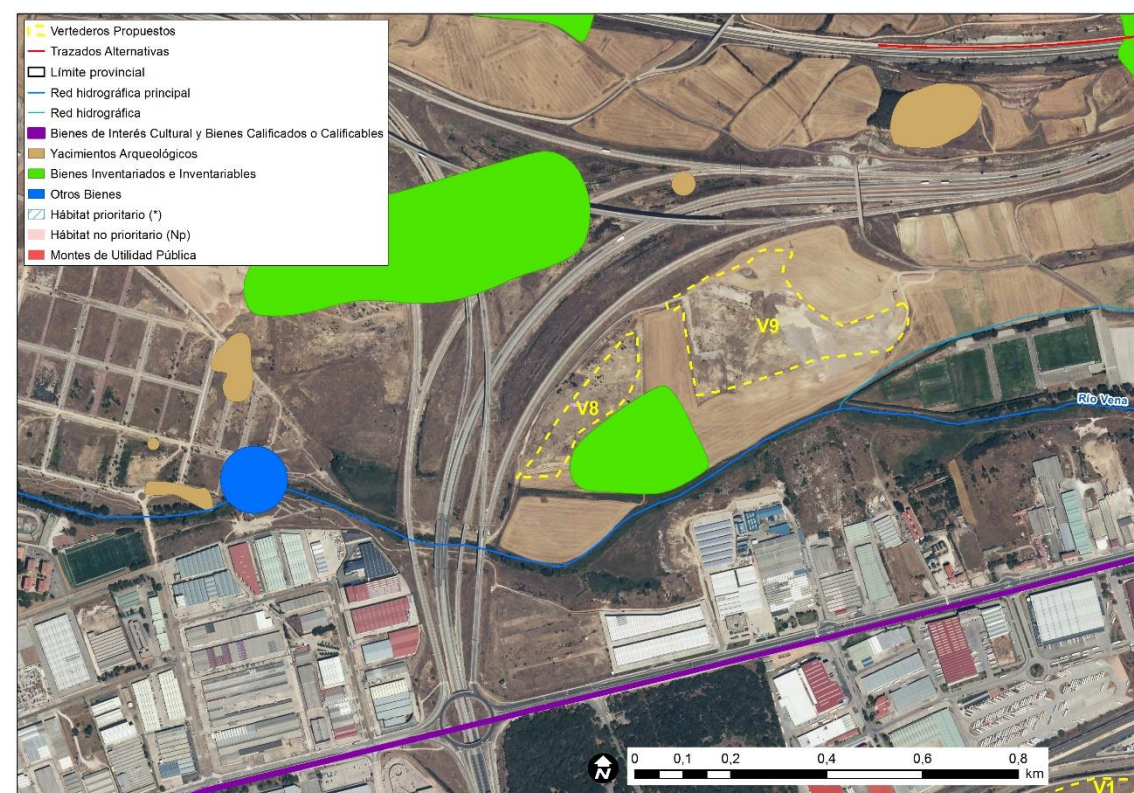 Vertederos Propuestos
Trazados Alternativas
Límite provincial
Red hidrográfica principal
Red hidrográfica
Bienes de Interés Cultural y Bienes Calificados o Calificables
Yacimientos Arqueológicos
Bienes Inventariados e Inventariables
Otros Bienes
Hábitat prioritario (*)
Hábitat no prioritario (Np)
Montes de Utilidad Pública
V9
V8
Río Vena
N
0 0,1 0,2 0,4 0,6 0,8
km
V1